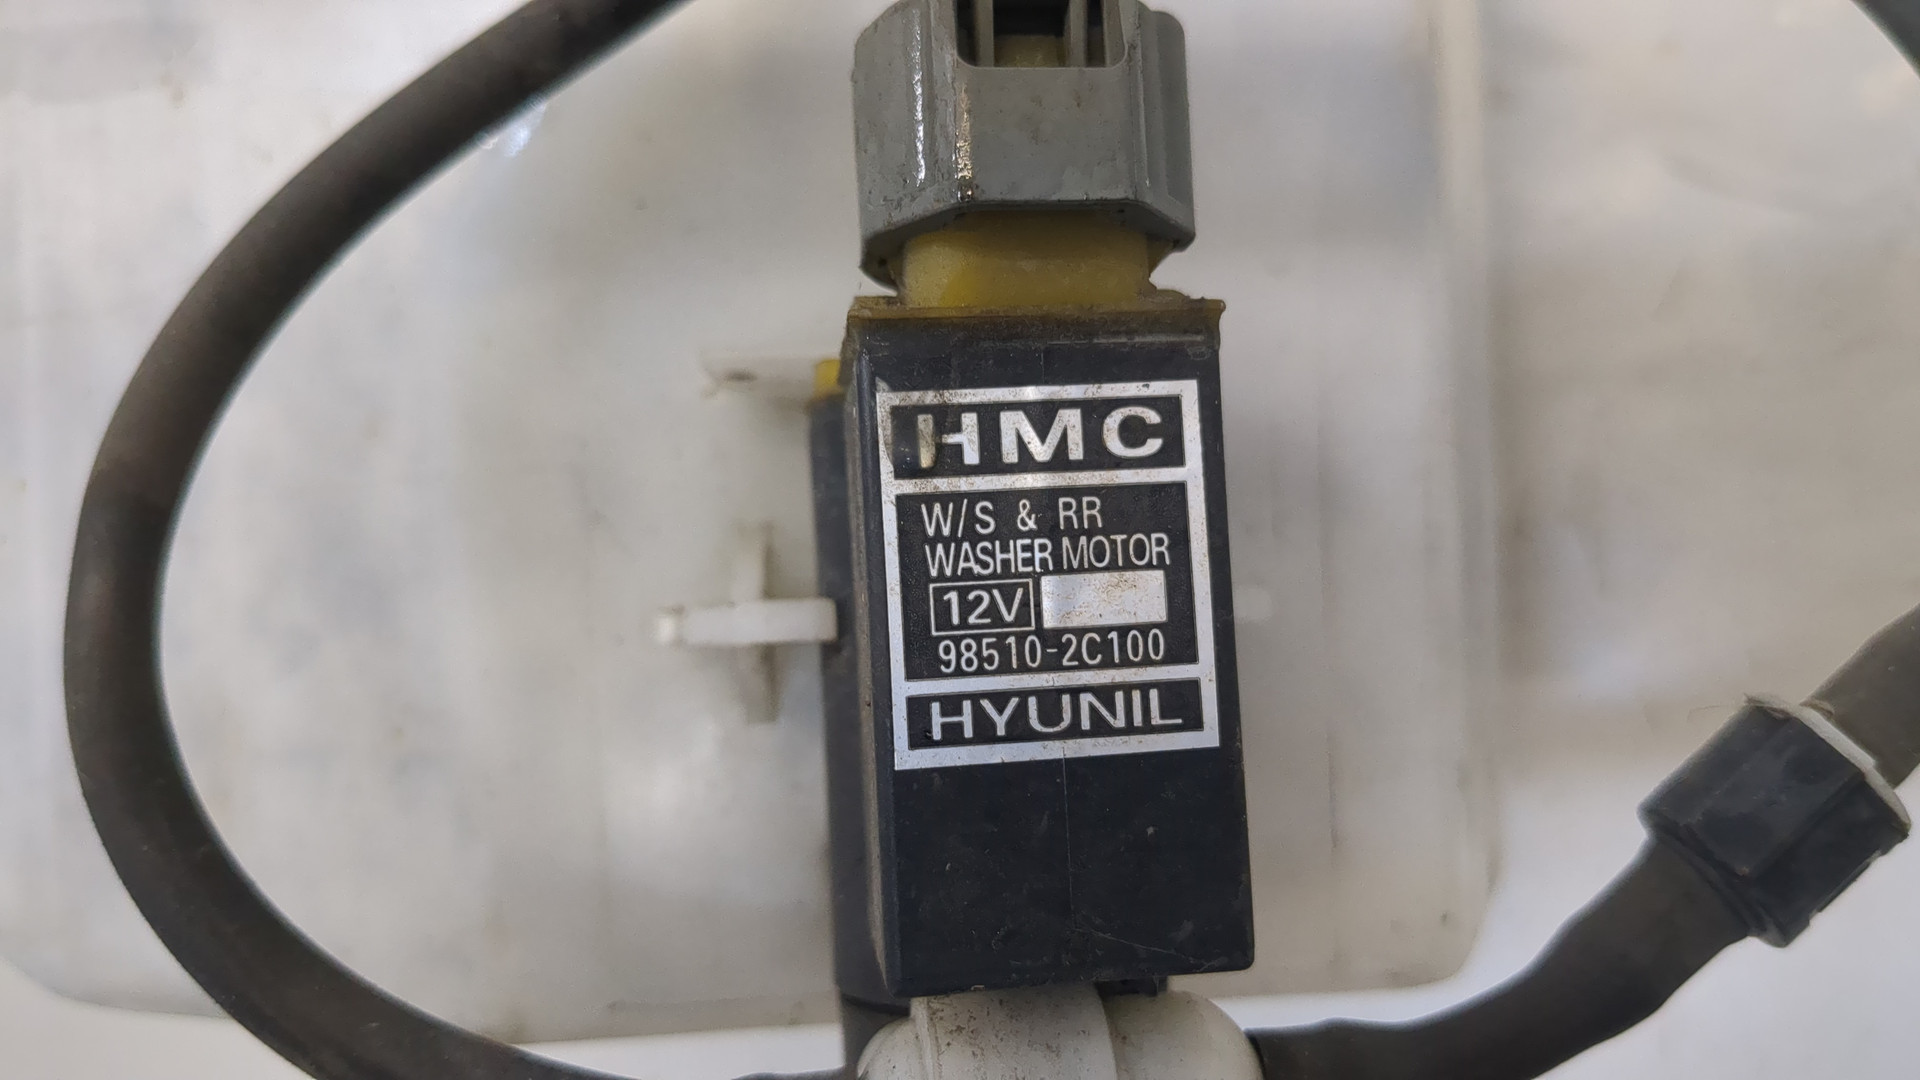 HMC
W/S & RR
WASHER MOTOR
12V
98510-2C100
HYUNIL